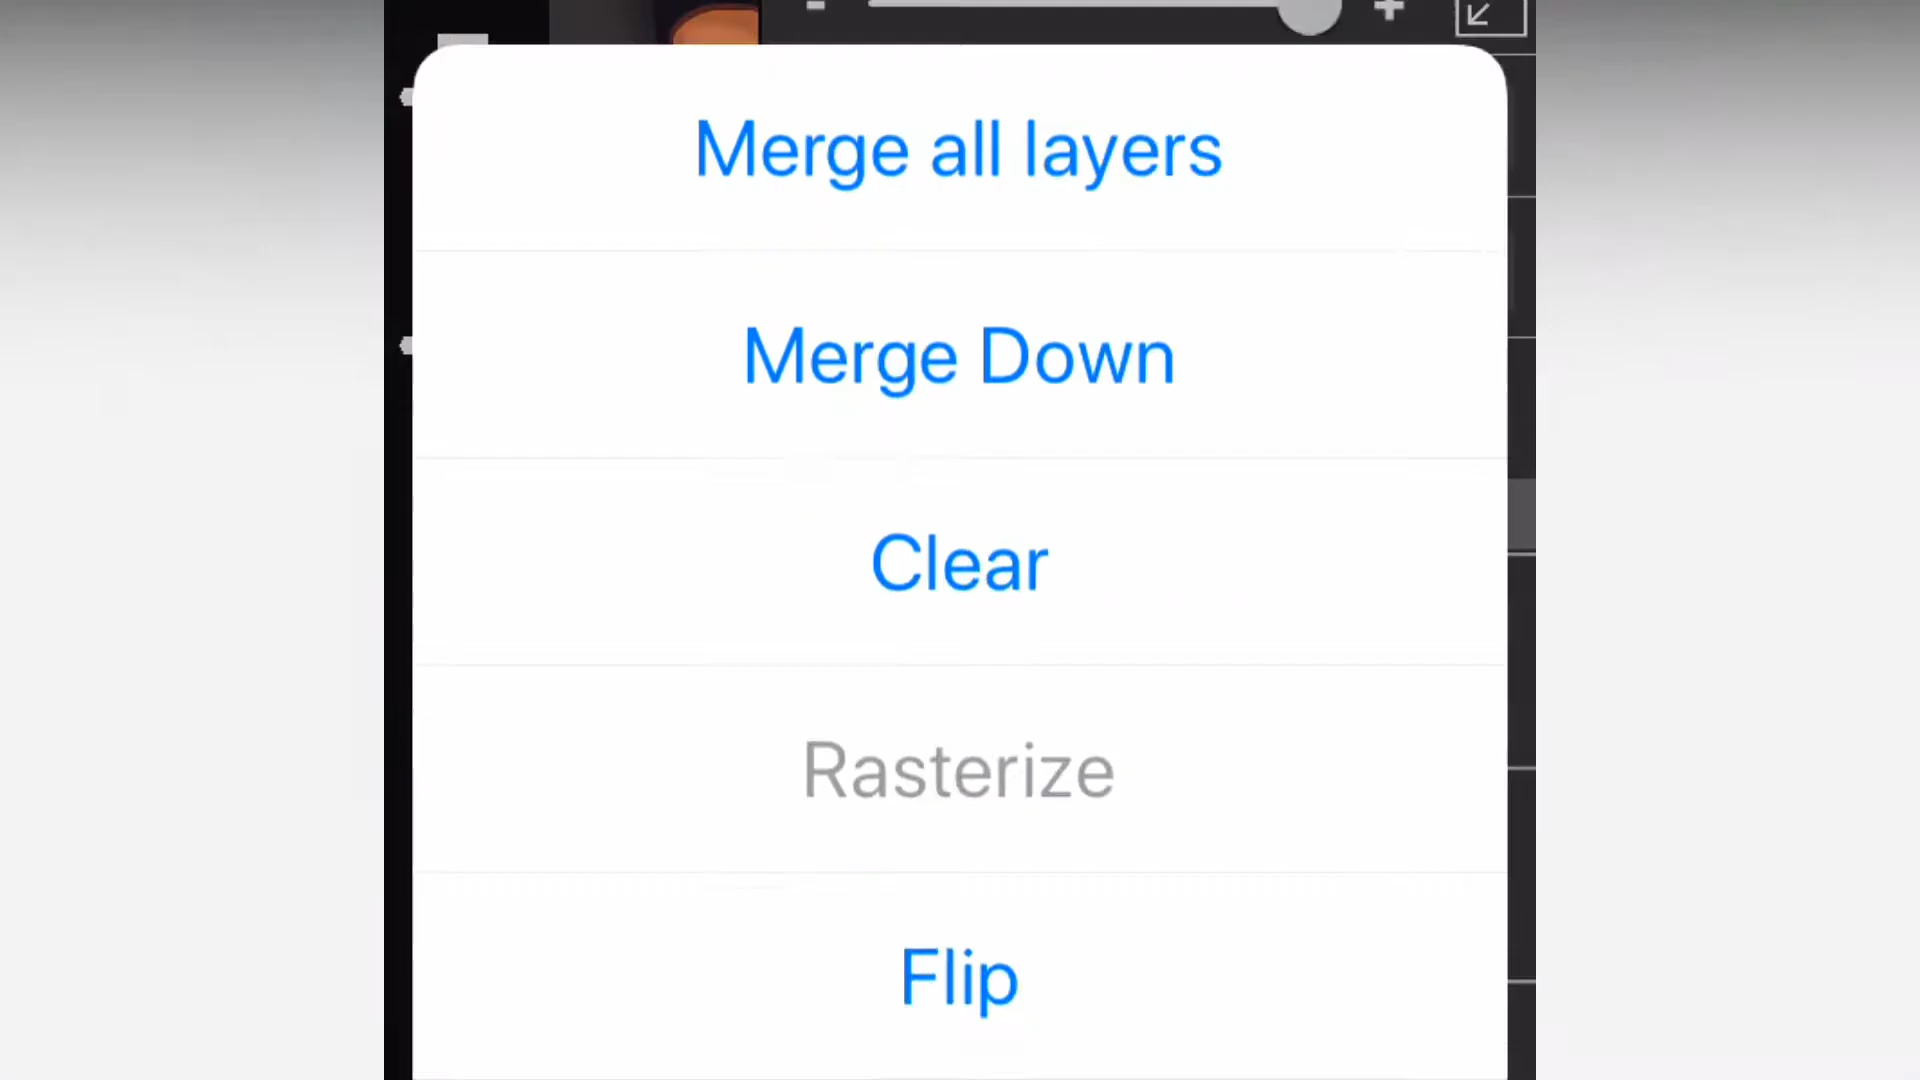 Merge all layers
Merge Down
Clear
Rasterize
Flip